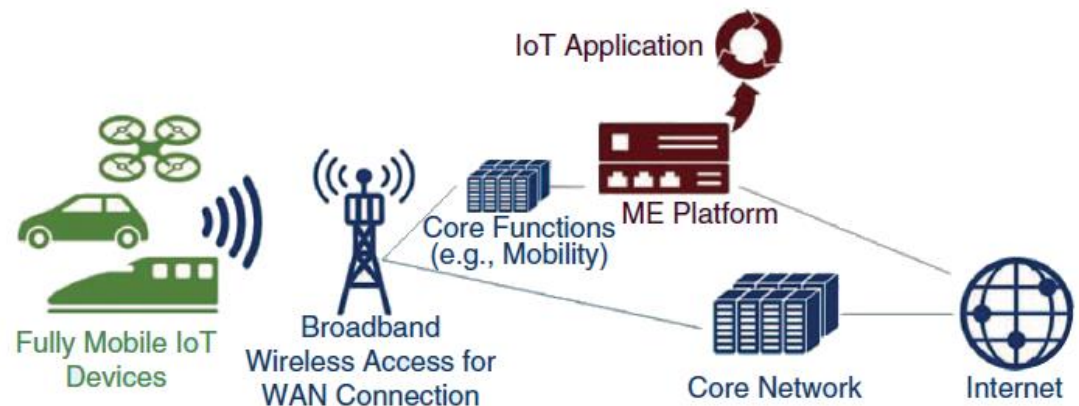 IoT Application
ME Platform
Core Functions
(e.g., Mobility)
Fully Mobile IoT
Devices
Broadband
Wireless Access for
WAN Connection
Core Network
Internet